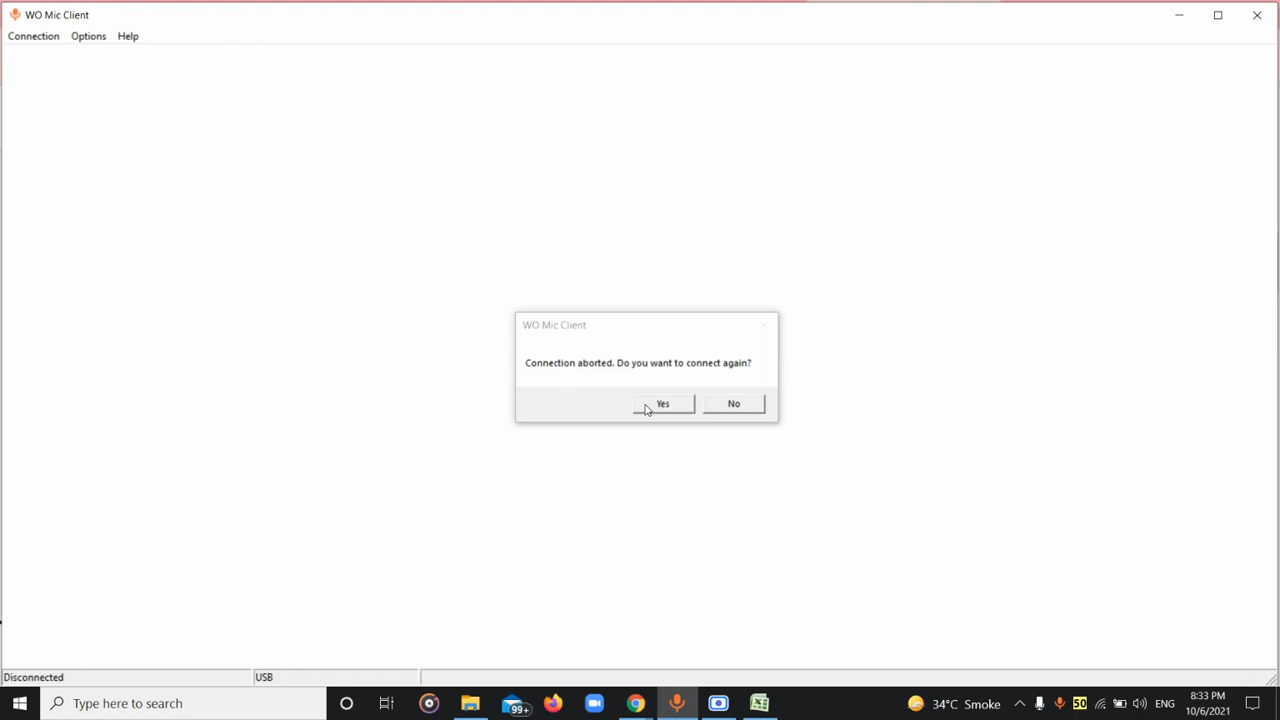 WO Mic Client
Connection Options Help
WO Mic Client
Connection aborted. Do you want to connect again?
Yes No
Disconnected USB
Type here to search
99+
34°C Smoke
50
ENG
8:33 PM
10/6/2021